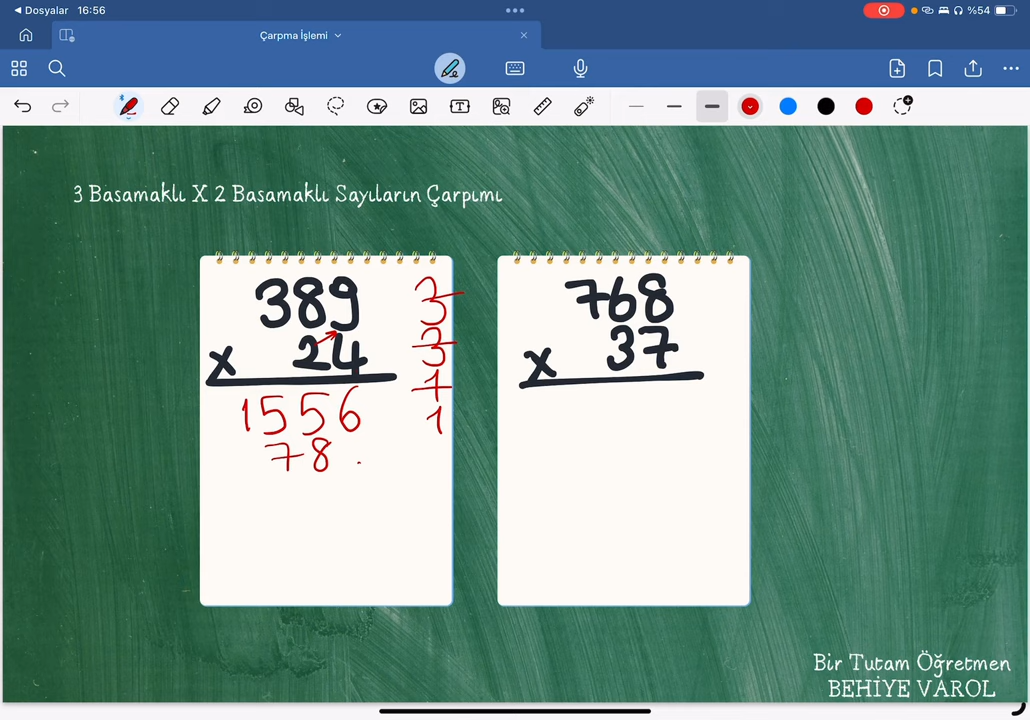 Dosyalar 16:56
%54
Çarpma İşlemi
3 Basamaklı X 2 Basamaklı Sayıların Çarpımı
389
x 24
1556
78 .
3
3
3
3
1
1
768
x 37
Bir Tutam Öğretmen
BEHİYE VAROL